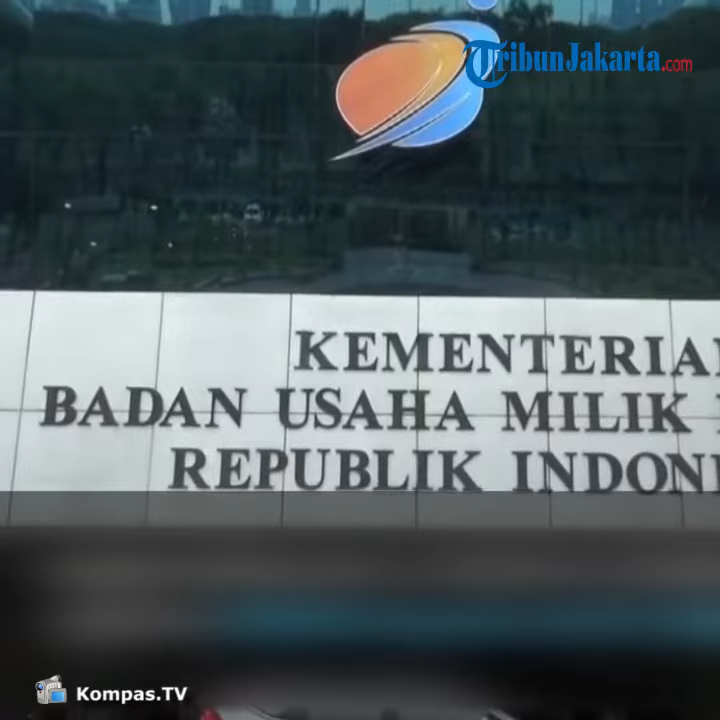 TribunJakarta.com
KEMENTERIA
BADAN USAHA MILIK
REPUBLIK INDON
Kompas.TV